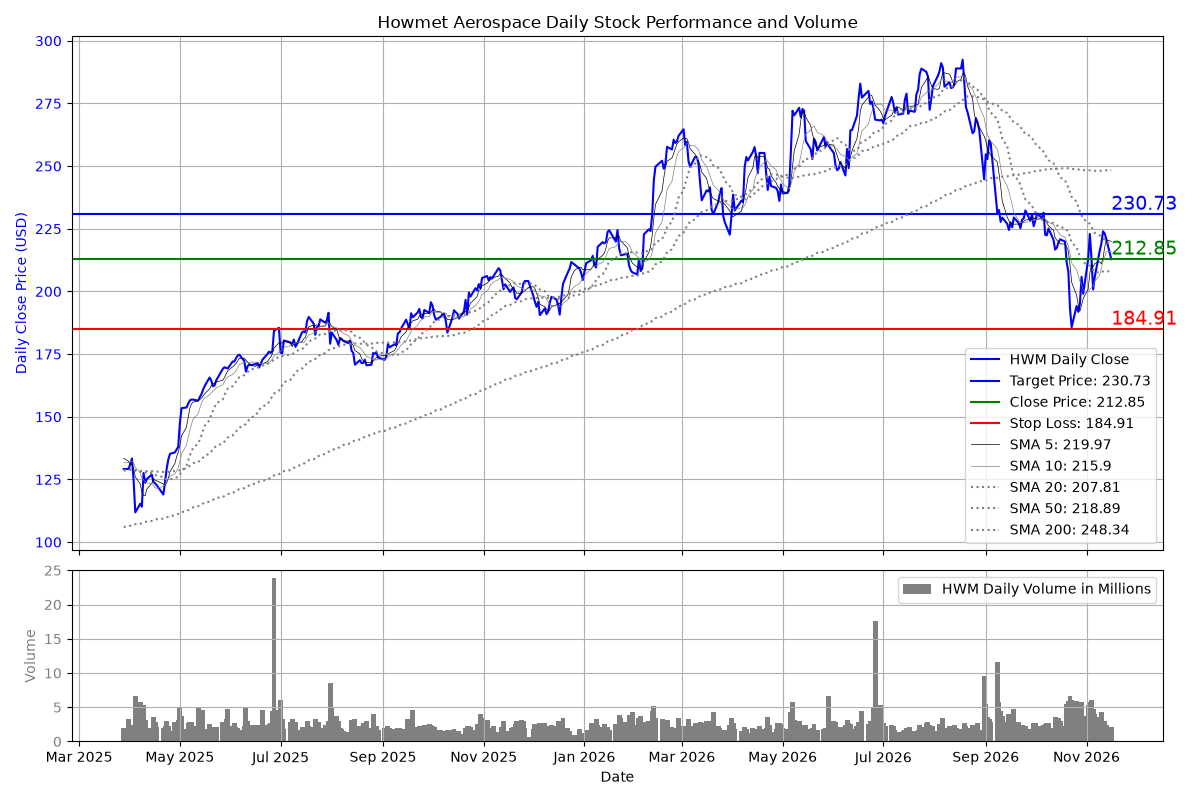 Howmet Aerospace Daily Stock Performance and Volume
Daily Close Price (USD)
300
275
250
225
200
175
150
125
100
230.73
212.85
184.91
HWM Daily Close
Target Price: 230.73
Close Price: 212.85
Stop Loss: 184.91
SMA 5: 219.97
SMA 10: 215.9
SMA 20: 207.81
SMA 50: 218.89
SMA 200: 248.34
Volume
25
20
15
10
5
0
HWM Daily Volume in Millions
Mar 2025 May 2025 Jul 2025 Sep 2025 Nov 2025 Jan 2026 Mar 2026 May 2026 Jul 2026 Sep 2026 Nov 2026
Date